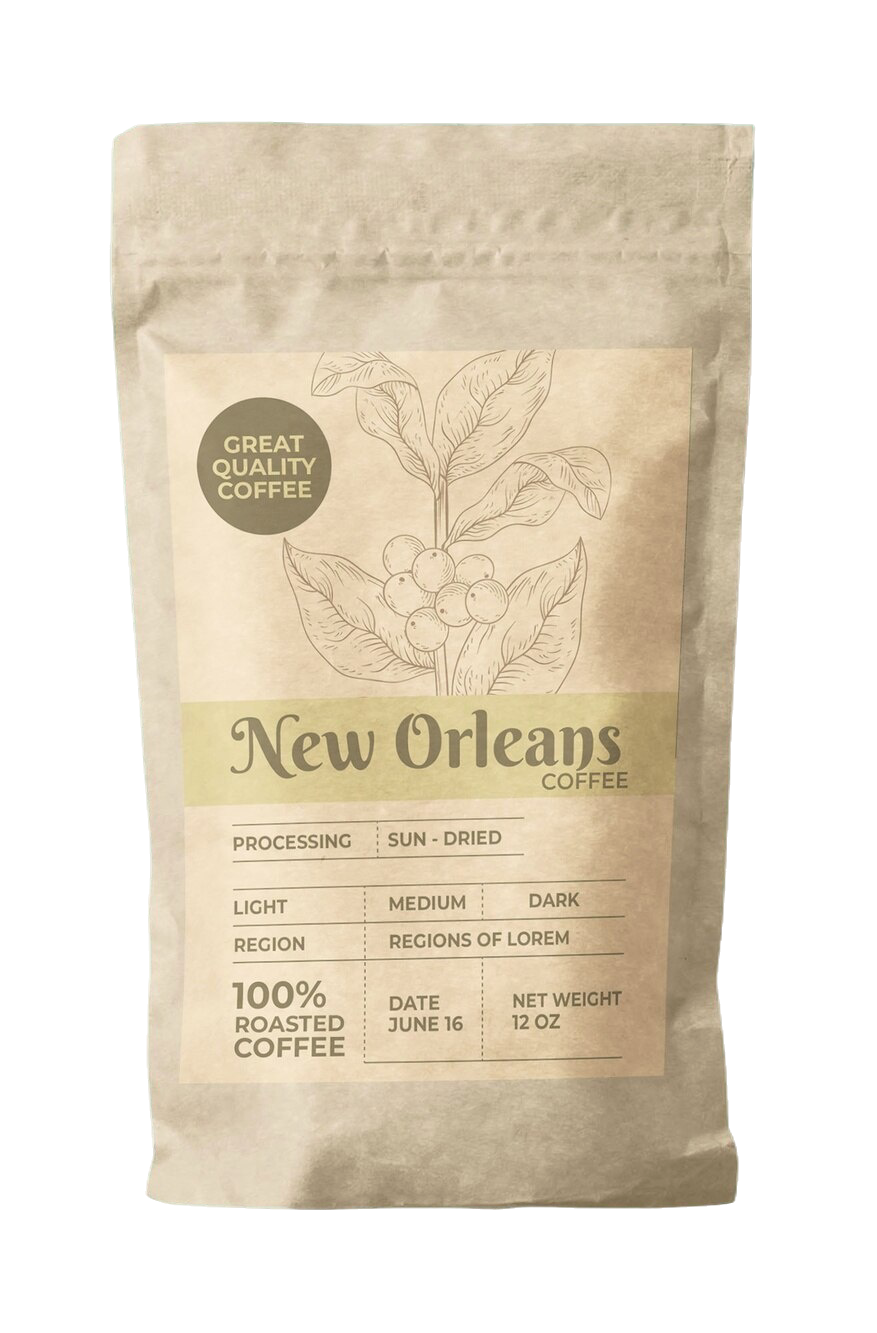 GREAT
QUALITY
COFFEE
New Orleans
COFFEE
PROCESSING SUN - DRIED
LIGHT MEDIUM DARK
REGION REGIONS OF LOREM
100%
ROASTED
COFFEE
DATE
JUNE 16
NET WEIGHT
12 OZ